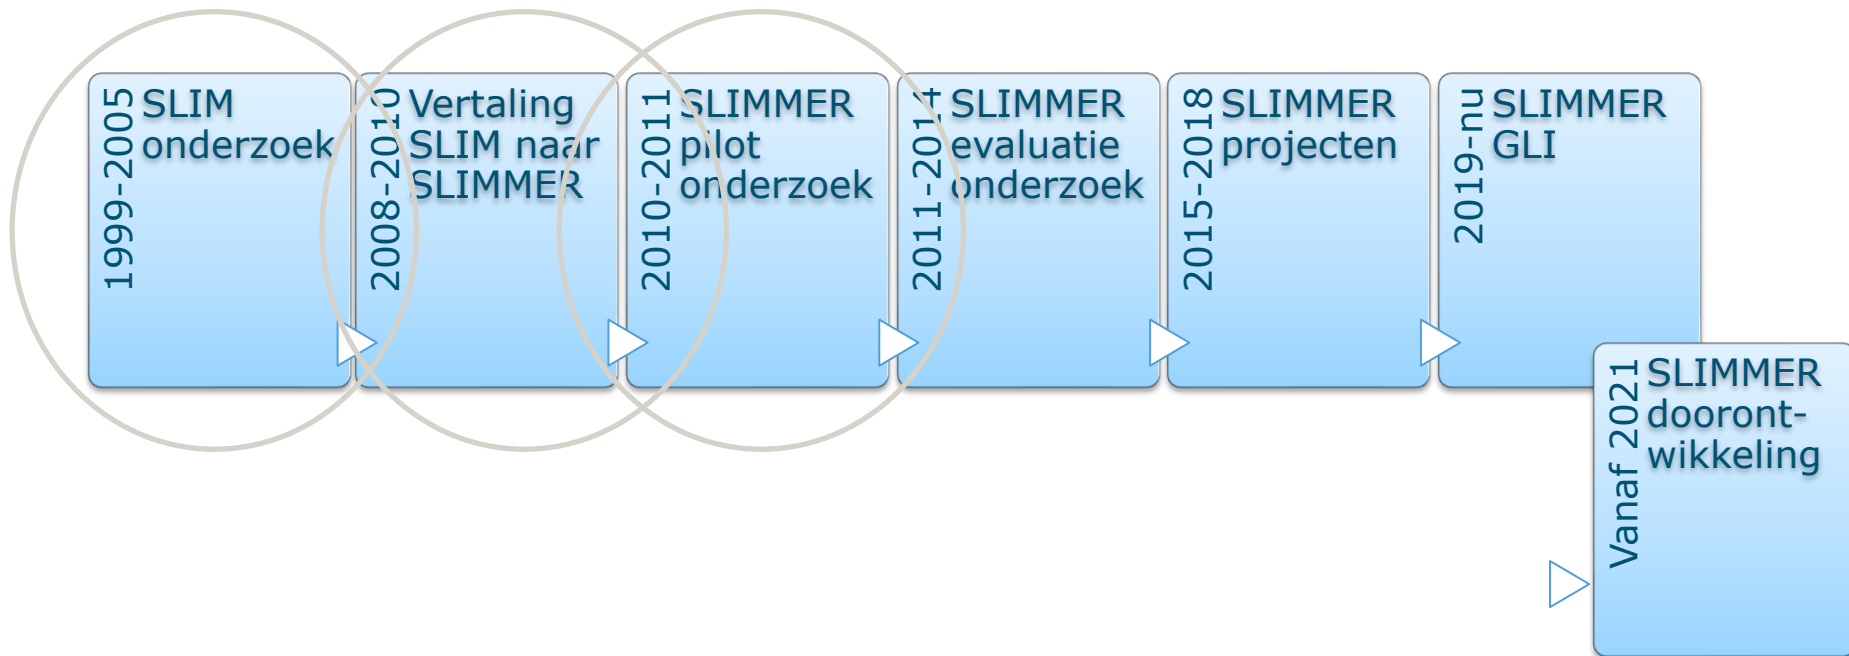 1999-2005
SLIM
onderzoek
2008-2010
Vertaling
SLIM naar
SLIMMER
2010-2011
SLIMMER
pilot
onderzoek
2011-2014
SLIMMER
evaluatie
onderzoek
2015-2018
SLIMMER
projecten
2019-nu
SLIMMER
GLI
Vanaf 2021
SLIMMER
dooront-
wikkeling